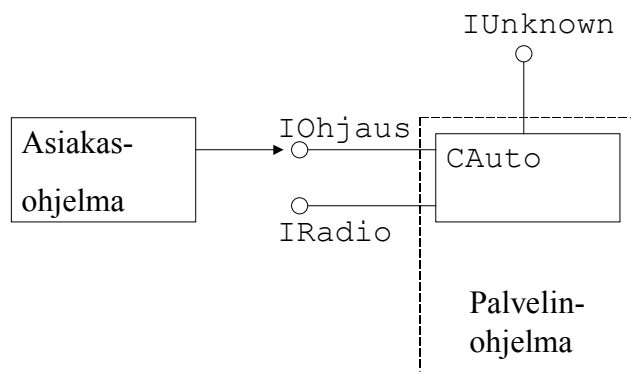 IUnknown
IOhjaus
Asiakas-
ohjelma
CAuto
IRadio
Palvelin-
ohjelma